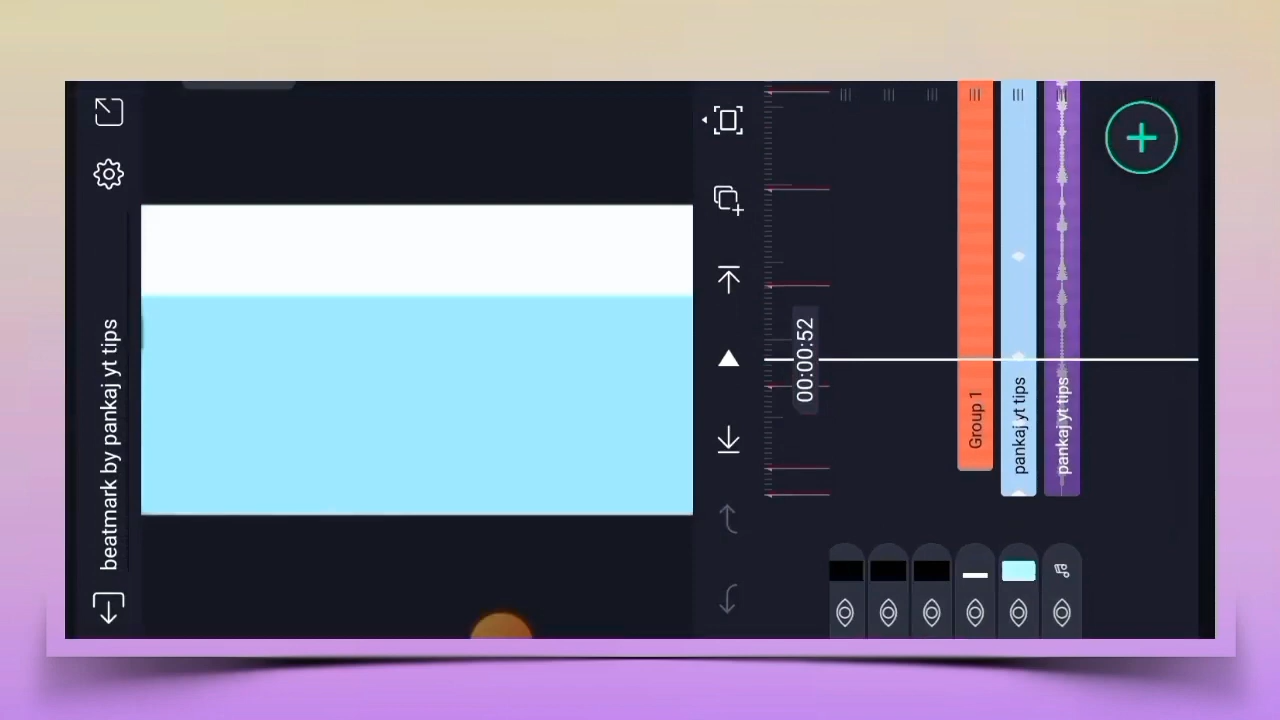 beatmark by pankaj yt tips
00:00:52
Group 1
pankaj yt tips
pankaj yt tips